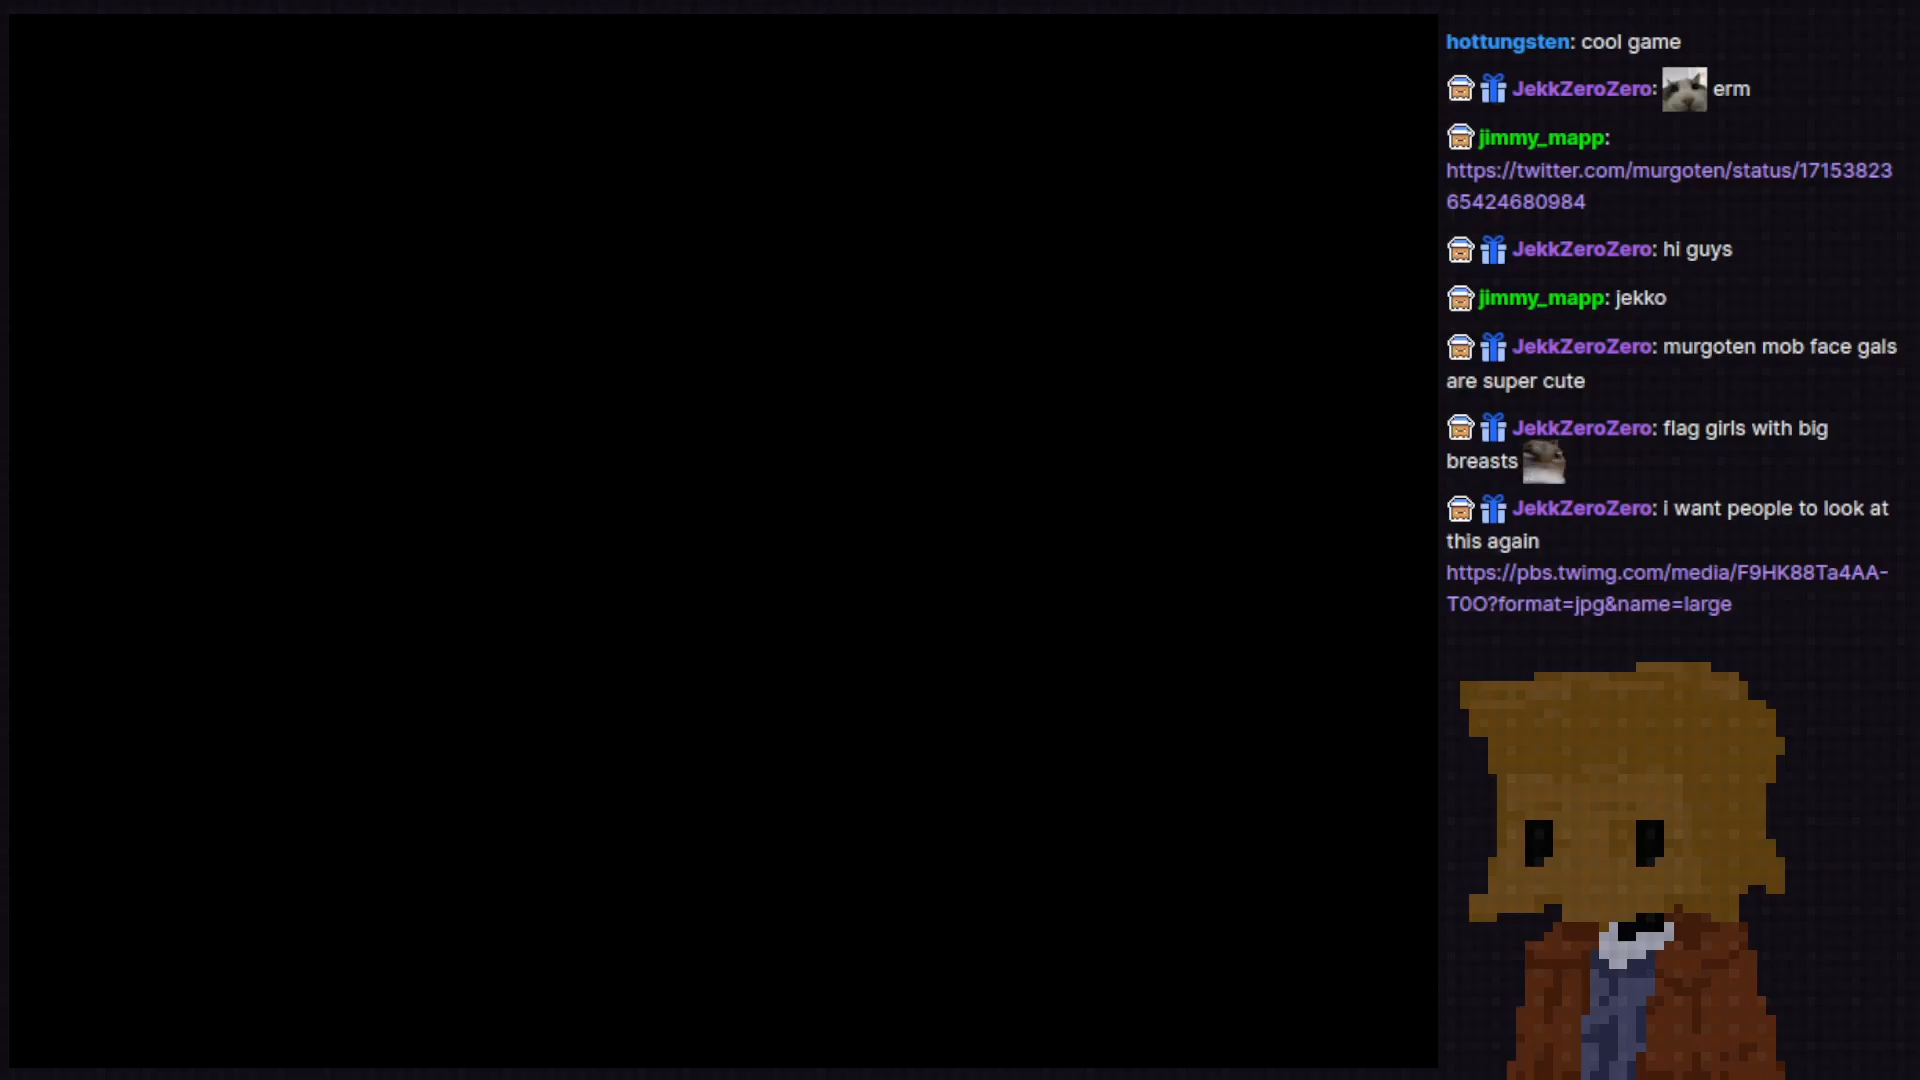 hottungsten: cool game
JekkZeroZero: erm
jimmy_mapp:
https://twitter.com/murgoten/status/17153823
65424680984
JekkZeroZero: hi guys
jimmy_mapp: jekko
JekkZeroZero: murgoten mob face gals
are super cute
JekkZeroZero: flag girls with big
breasts
JekkZeroZero: i want people to look at
this again
https://pbs.twimg.com/media/F9HK88Ta4AA-
T0O?format=jpg&name=large